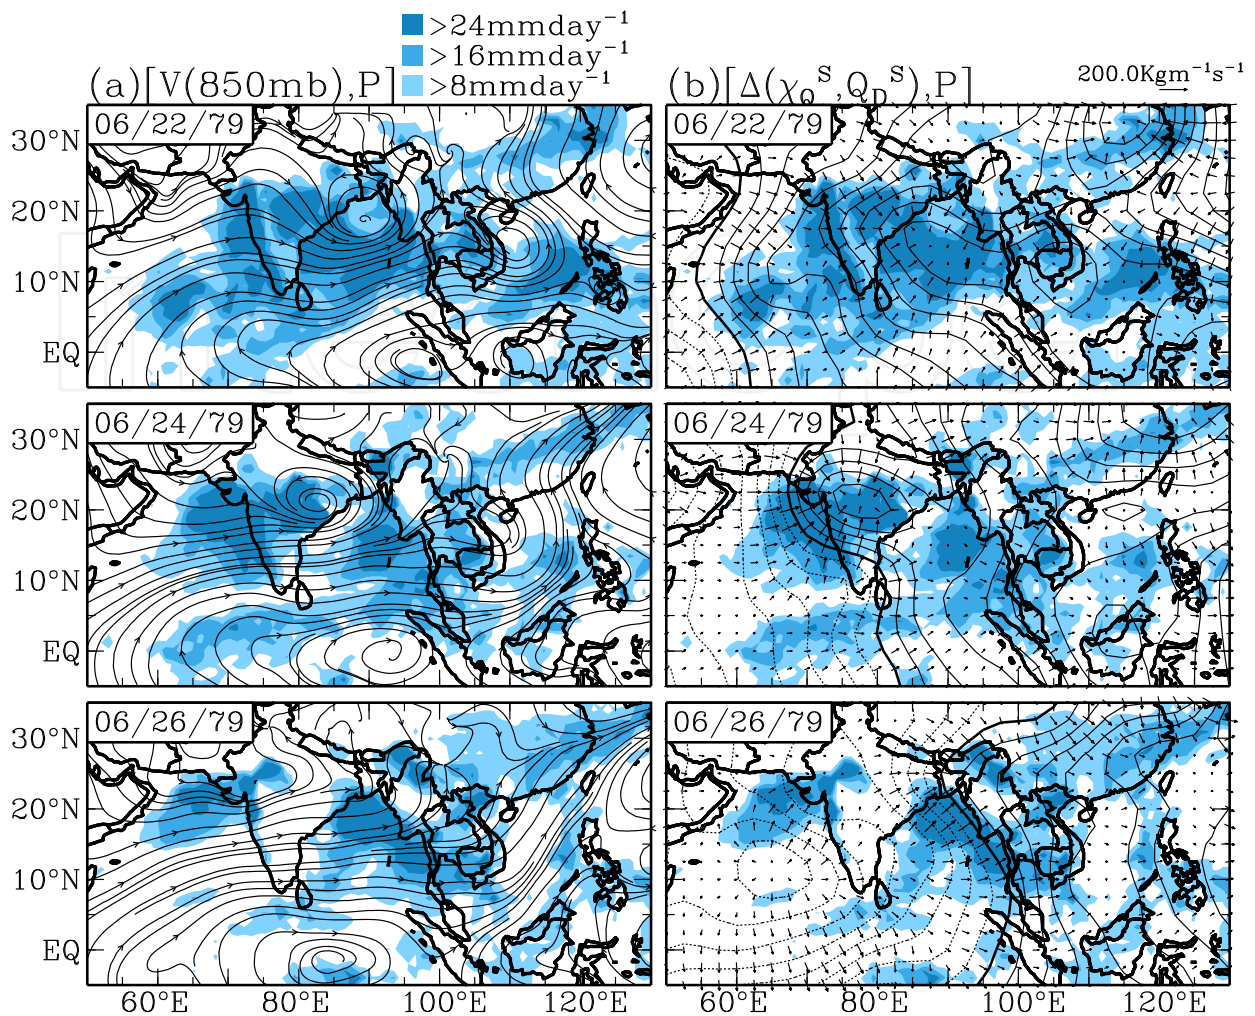 >24mmday⁻¹
>16mmday⁻¹
>8mmday⁻¹
(a)[V(850mb),P]
(b)[Δ(χ_Q^S,Q_D^S),P]
200.0Kgm⁻¹s⁻¹
06/22/79
06/22/79
30°N
20°N
10°N
EQ
06/24/79
06/24/79
30°N
20°N
10°N
EQ
06/26/79
06/26/79
30°N
20°N
10°N
EQ
60°E 80°E 100°E 120°E
60°E 80°E 100°E 120°E